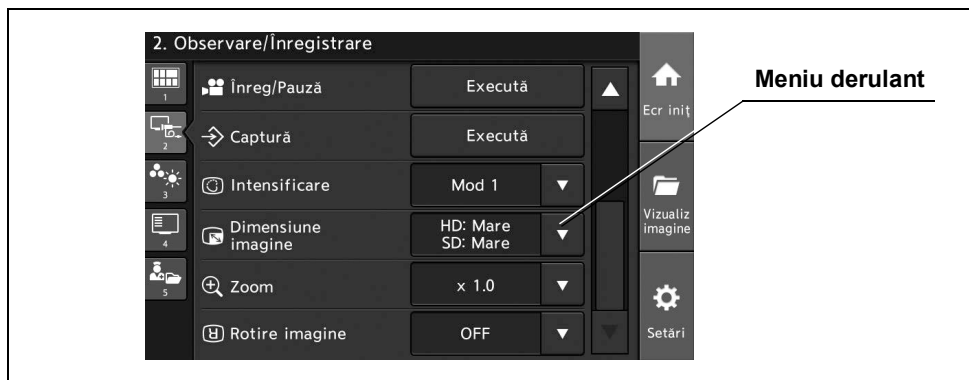 2. Observare/Înregistrare
1
Înreg/Pauză
Execută
2
Captură
Execută
3
Intensificare
Mod 1
4
Dimensiune
imagine
HD: Mare
SD: Mare
5
Zoom
x 1.0
Rotire imagine
OFF
Ecr iniț
Vizualiz
imagine
Setări
Meniu derulant